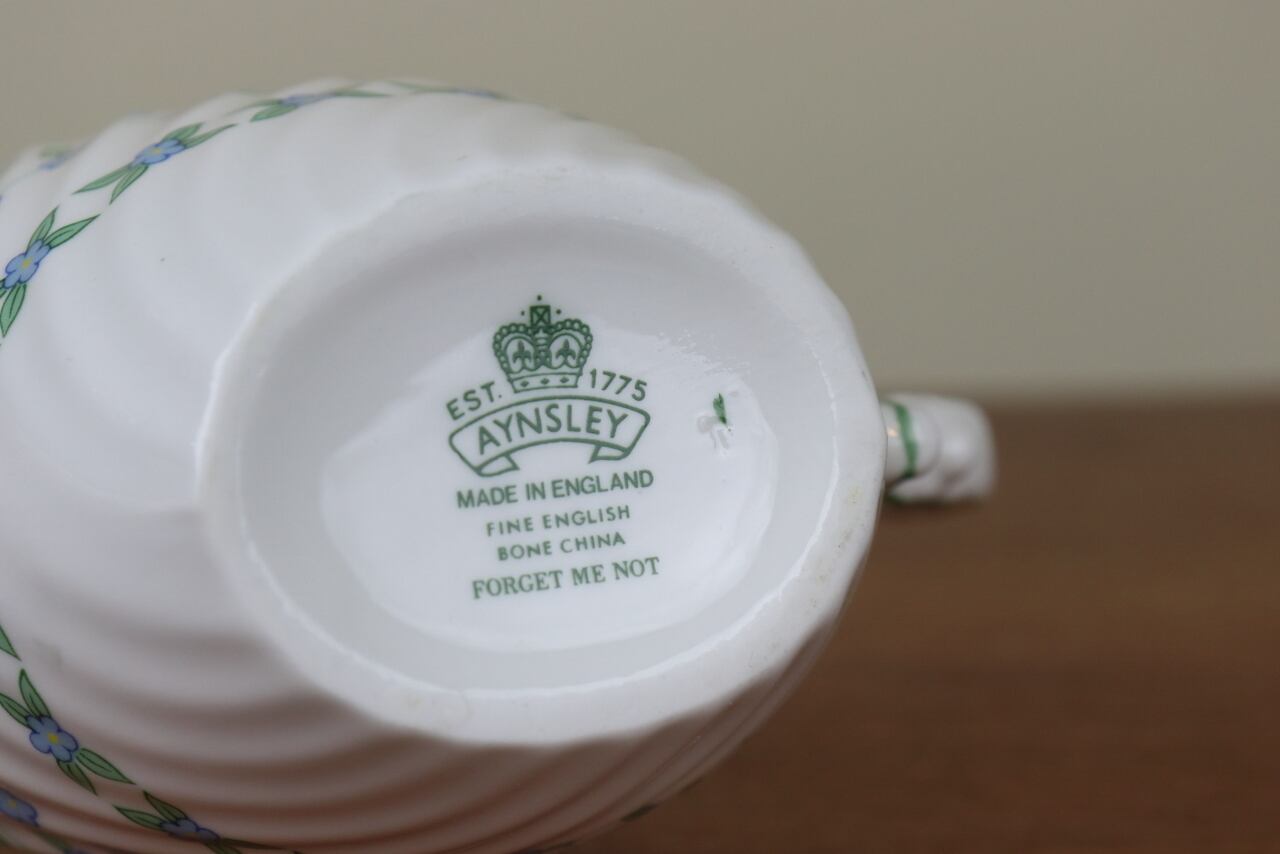 EST. 1775
AYNSLEY
MADE IN ENGLAND
FINE ENGLISH
BONE CHINA
FORGET ME NOT